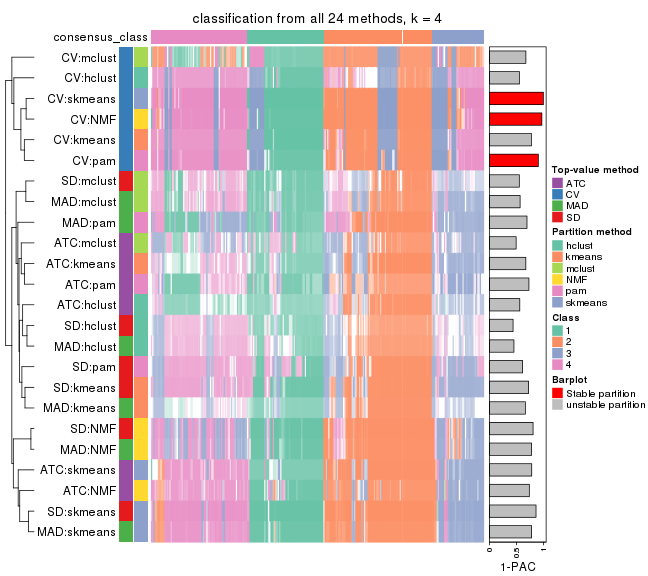 classification from all 24 methods, k = 4
consensus_class
CV:mclust
CV:hclust
CV:skmeans
CV:NMF
CV:kmeans
CV:pam
SD:mclust
MAD:mclust
MAD:pam
ATC:mclust
ATC:kmeans
ATC:pam
ATC:hclust
SD:hclust
MAD:hclust
SD:pam
SD:kmeans
MAD:kmeans
SD:NMF
MAD:NMF
ATC:skmeans
ATC:NMF
SD:skmeans
MAD:skmeans
0
0.5
1
1-PAC
Top-value method
ATC
CV
MAD
SD
Partition method
hclust
kmeans
mclust
NMF
pam
skmeans
Class
1
2
3
4
Barplot
Stable partition
unstable partition